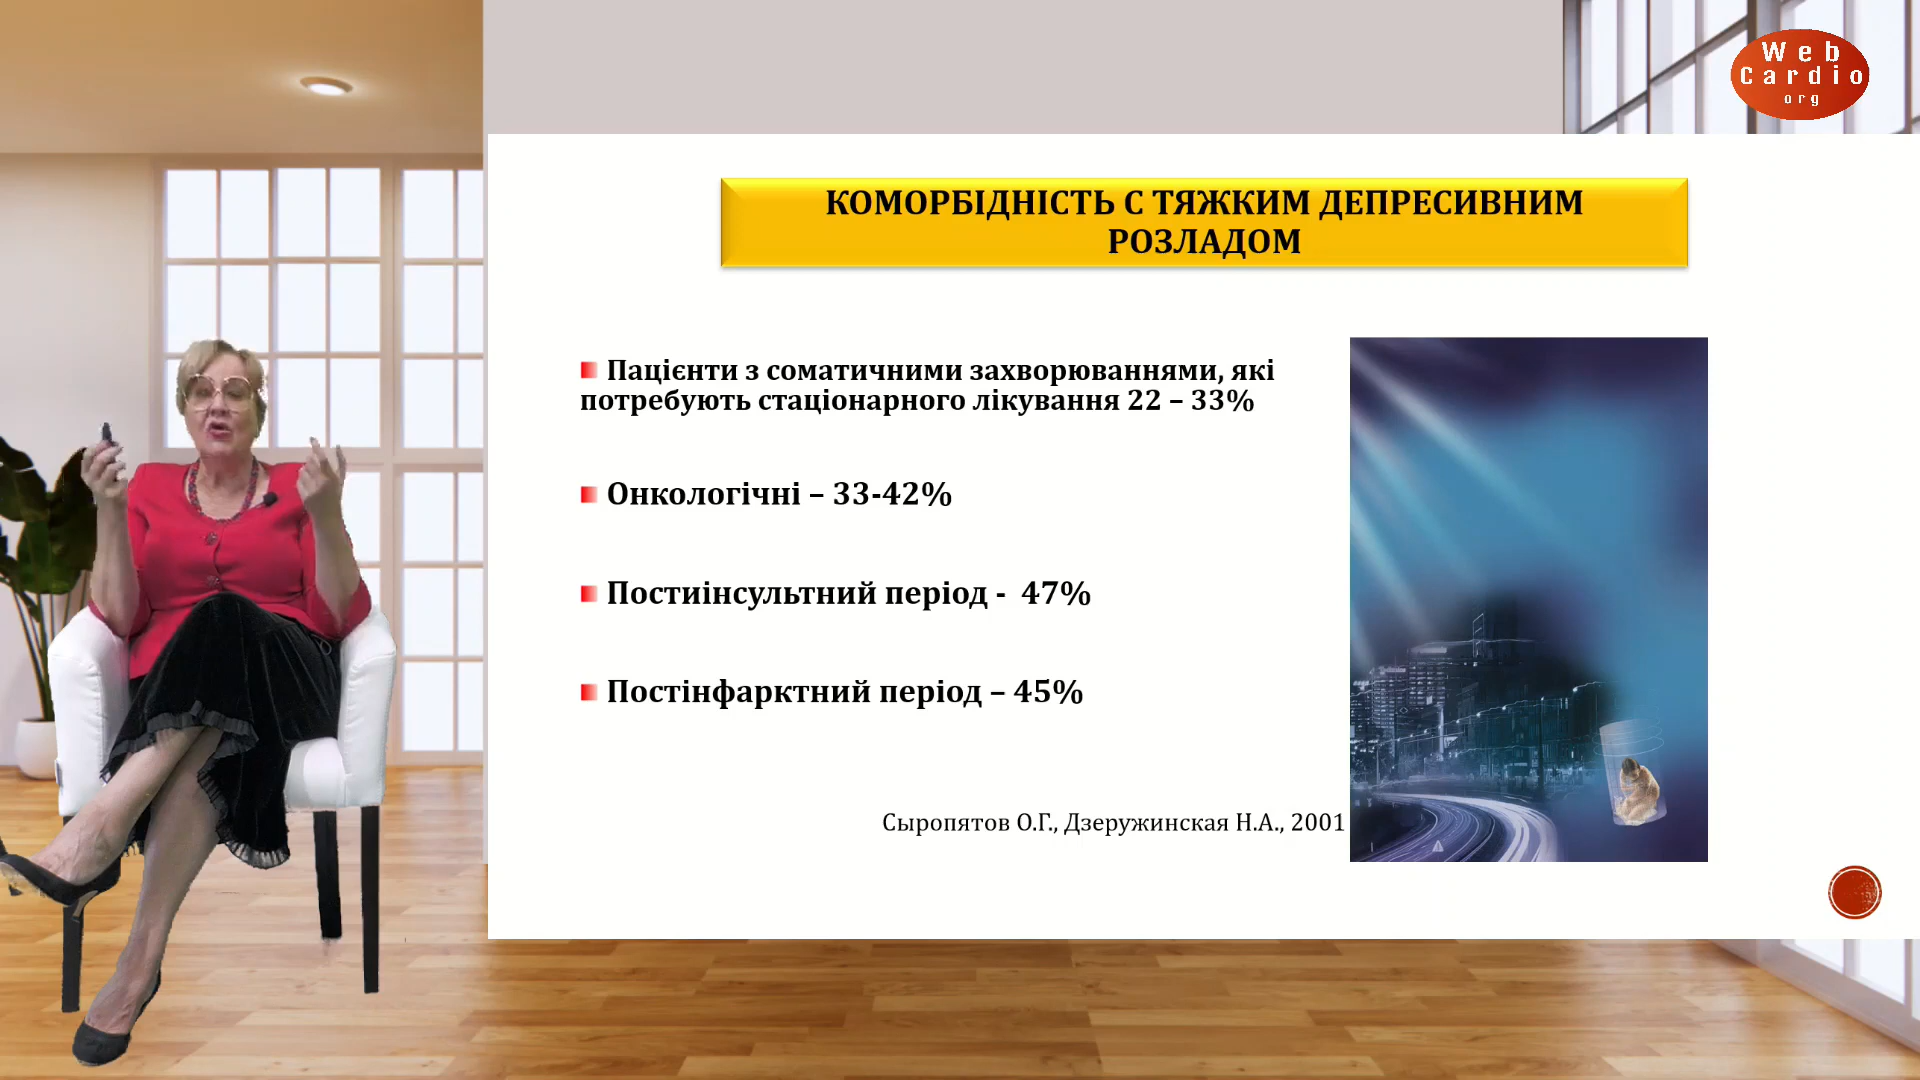 Web
Cardio
org
КОМОРБІДНІСТЬ С ТЯЖКИМ ДЕПРЕСИВНИМ
РОЗЛАДОМ
Пацієнти з соматичними захворюваннями, які
потребують стаціонарного лікування 22 – 33%
Онкологічні – 33-42%
Постиінсультний період - 47%
Постінфарктний період – 45%
Сыропятов О.Г., Дзеружинская Н.А., 2001